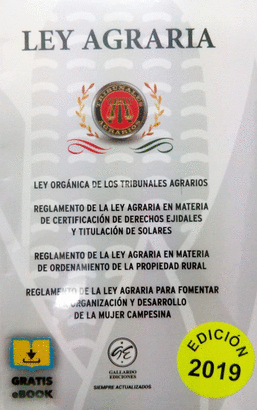 LEY AGRARIA
TRIBUNALES
AGRARIOS
LEY ORGÁNICA DE LOS TRIBUNALES AGRARIOS
REGLAMENTO DE LA LEY AGRARIA EN MATERIA
DE CERTIFICACIÓN DE DERECHOS EJIDALES
Y TITULACIÓN DE SOLARES
REGLAMENTO DE LA LEY AGRARIA EN MATERIA
DE ORDENAMIENTO DE LA PROPIEDAD RURAL
REGLAMENTO DE LA LEY AGRARIA PARA FOMENTAR
LA ORGANIZACIÓN Y DESARROLLO
DE LA MUJER CAMPESINA
GRATIS
eBOOK
GALLARDO
EDICIONES
SIEMPRE ACTUALIZADOS
EDICIÓN
2019